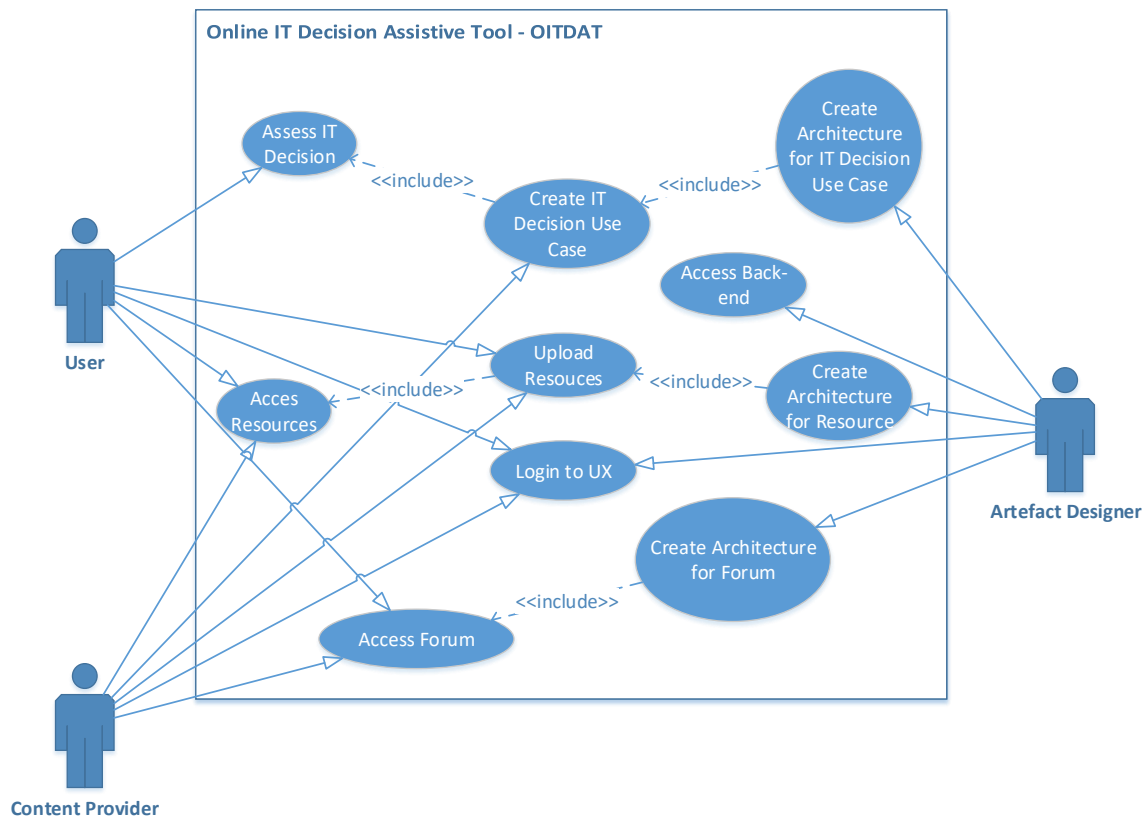 Online IT Decision Assistive Tool - OITDAT
Assess IT
Decision
<<include>>
Create IT
Decision Use
Case
<<include>>
Create
Architecture
for IT Decision
Use Case
Access Back-
end
User
Upload
Resouces
<<include>>
Acces
Resources
<<include>>
Create
Architecture
for Resource
Login to UX
Artefact Designer
Create Architecture
for Forum
<<include>>
Access Forum
Content Provider